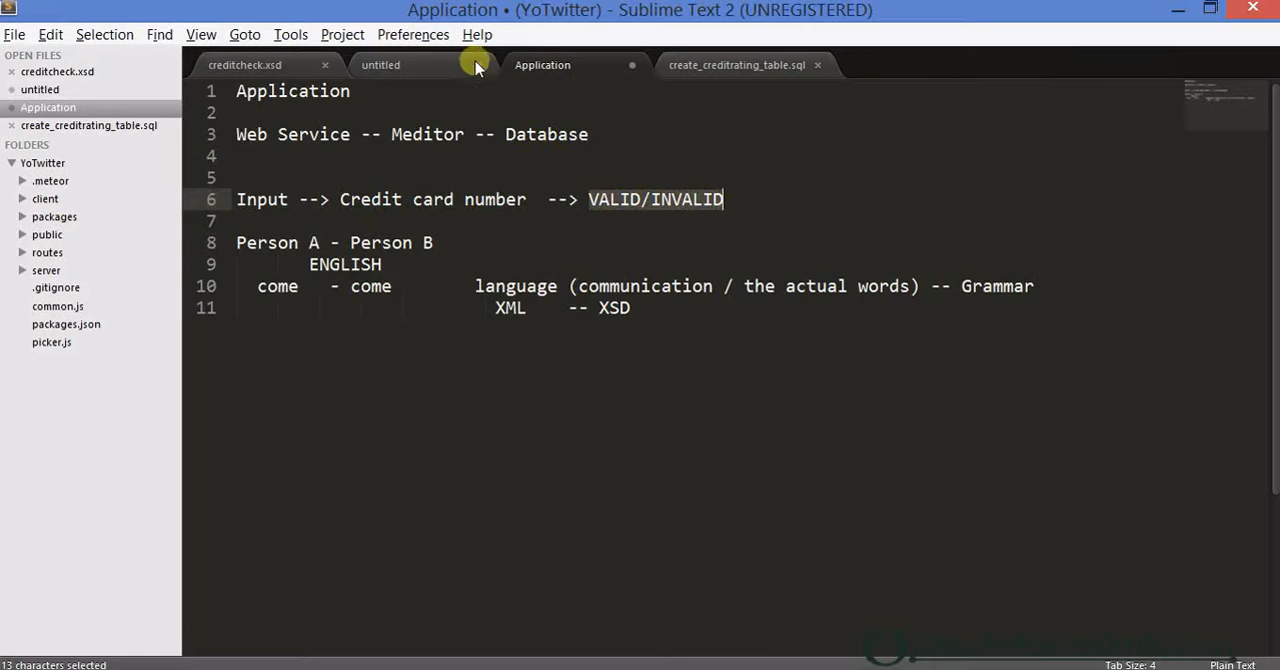 Application • (YoTwitter) - Sublime Text 2 (UNREGISTERED)
File Edit Selection Find View Goto Tools Project Preferences Help
OPEN FILES
creditcheck.xsd
untitled
Application
create_creditrating_table.sql
FOLDERS
YoTwitter
.meteor
client
packages
public
routes
server
.gitignore
common.js
packages.json
picker.js
creditcheck.xsd untitled Application create_creditrating_table.sql
1 Application
2
3 Web Service -- Meditor -- Database
4
5
6 Input --> Credit card number --> VALID/INVALID
7
8 Person A - Person B
9 ENGLISH
10 come - come language (communication / the actual words) -- Grammar
11 XML -- XSD
13 characters selected Tab Size: 4 Plain Text